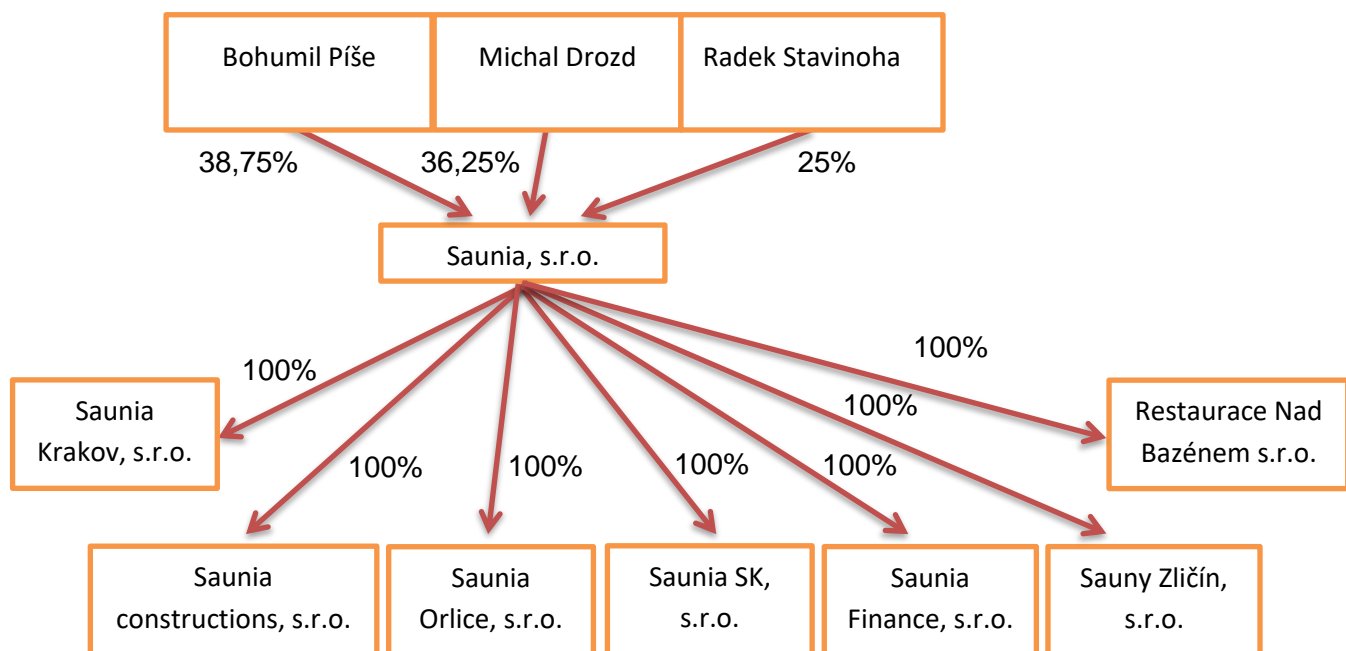 Bohumil Píše
Michal Drozd
Radek Stavinoha
38,75%
36,25%
25%
Saunia, s.r.o.
100%
100%
100%
100%
100%
100%
100%
Saunia
Krakov, s.r.o.
Restaurace Nad
Bazénem s.r.o.
Saunia
constructions, s.r.o.
Saunia
Orlice, s.r.o.
Saunia SK,
s.r.o.
Saunia
Finance, s.r.o.
Sauny Zličín,
s.r.o.